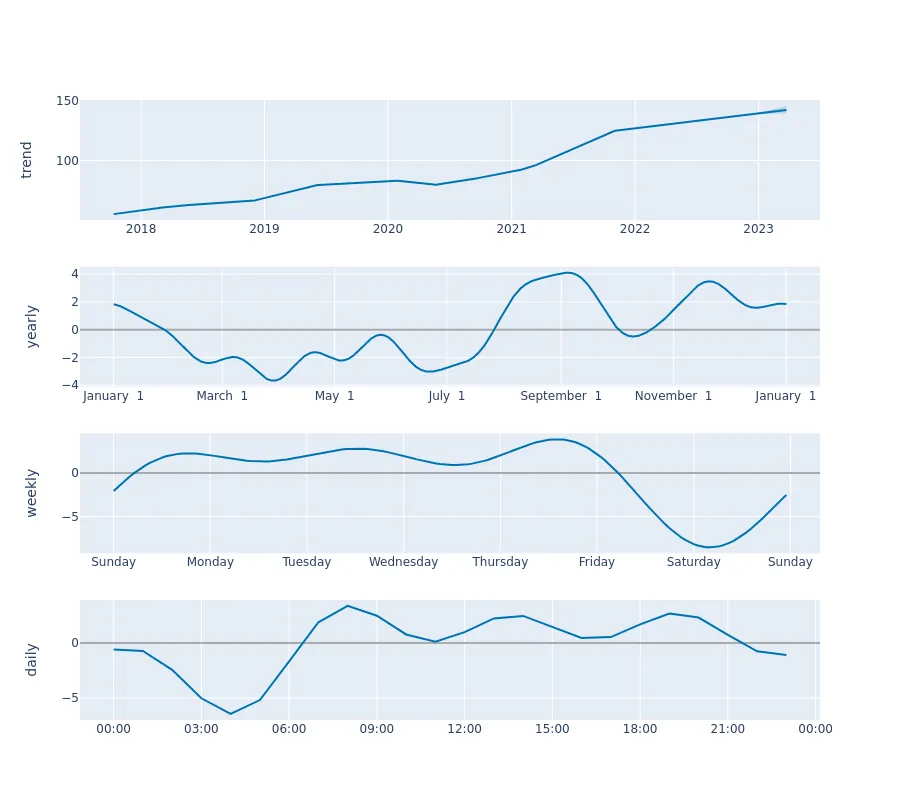 trend
150
100
2018 2019 2020 2021 2022 2023
yearly
4
2
0
−2
−4
January 1 March 1 May 1 July 1 September 1 November 1 January 1
weekly
0
−5
Sunday Monday Tuesday Wednesday Thursday Friday Saturday Sunday
daily
0
−5
00:00 03:00 06:00 09:00 12:00 15:00 18:00 21:00 00:00